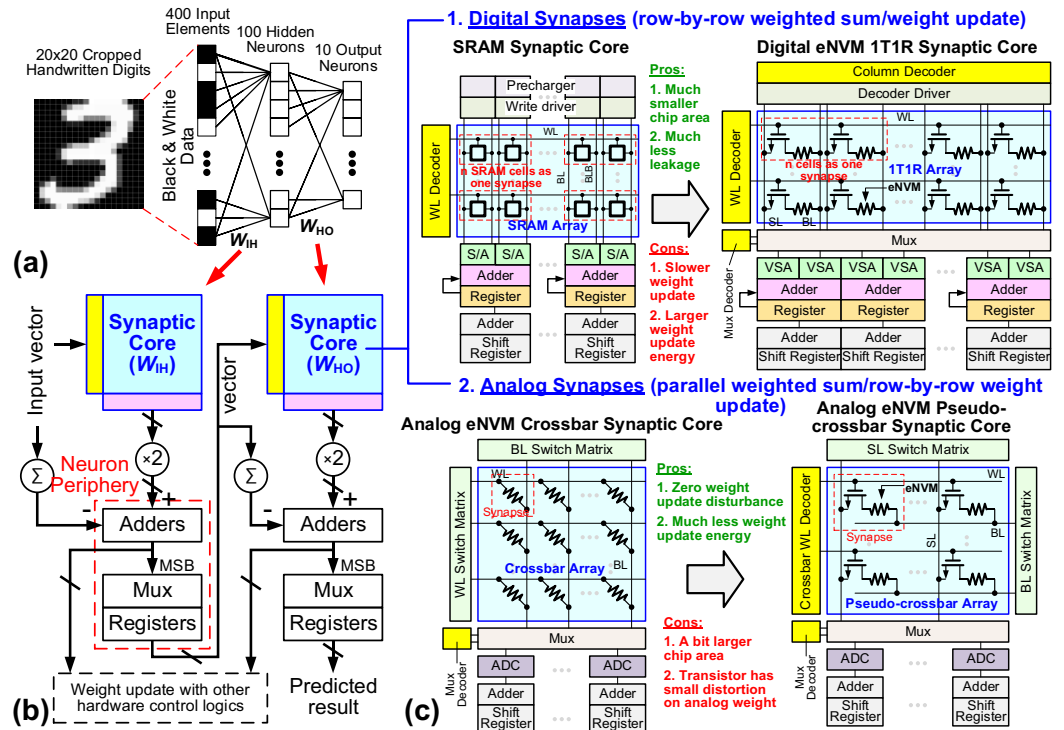 400 Input
Elements
100 Hidden
Neurons
10 Output
Neurons
20x20 Cropped
Handwritten Digits
Black & White
Data
WIH
WHO
(a)
Input vector
Synaptic
Core
(WIH)
vector
Synaptic
Core
(WHO)
×2
×2
Σ
Σ
Neuron
Periphery
-
+
-
+
Adders
Adders
MSB
MSB
Mux
Registers
Mux
Registers
Weight update with other
hardware control logics
Predicted
result
(b)
1. Digital Synapses (row-by-row weighted sum/weight update)
SRAM Synaptic Core
Precharger
Write driver
WL Decoder
WL
n SRAM cells as
one synapse
BL
BLB
SRAM Array
S/A
S/A
S/A
S/A
Adder
Register
Adder
Register
Adder
Shift
Register
Adder
Shift
Register
Pros:
1. Much
smaller
chip area
2. Much
less
leakage
Cons:
1. Slower
weight
update
2. Larger
weight
update
energy
Digital eNVM 1T1R Synaptic Core
Column Decoder
Decoder Driver
WL Decoder
WL
n cells as one
synapse
1T1R Array
eNVM
SL
BL
Mux Decoder
Mux
VSA
VSA
VSA
VSA
VSA
VSA
Adder
Adder
Adder
Register
Register
Register
Adder
Adder
Adder
Shift Register
Shift Register
Shift Register
2. Analog Synapses (parallel weighted sum/row-by-row weight
update)
Analog eNVM Crossbar Synaptic Core
BL Switch Matrix
WL Switch Matrix
WL
Synapse
Crossbar Array
BL
Mux
Mux
Decoder
ADC
ADC
Adder
Shift
Register
Adder
Shift
Register
Pros:
1. Zero weight
update disturbance
2. Much less weight
update energy
Cons:
1. A bit larger
chip area
2. Transistor has
small distortion
on analog weight
Analog eNVM Pseudo-
crossbar Synaptic Core
SL Switch Matrix
Crossbar WL Decoder
WL
eNVM
Synapse
SL
BL
BL Switch Matrix
Pseudo-crossbar Array
Mux
Mux
Decoder
ADC
ADC
Adder
Shift
Register
Adder
Shift
Register
(c)